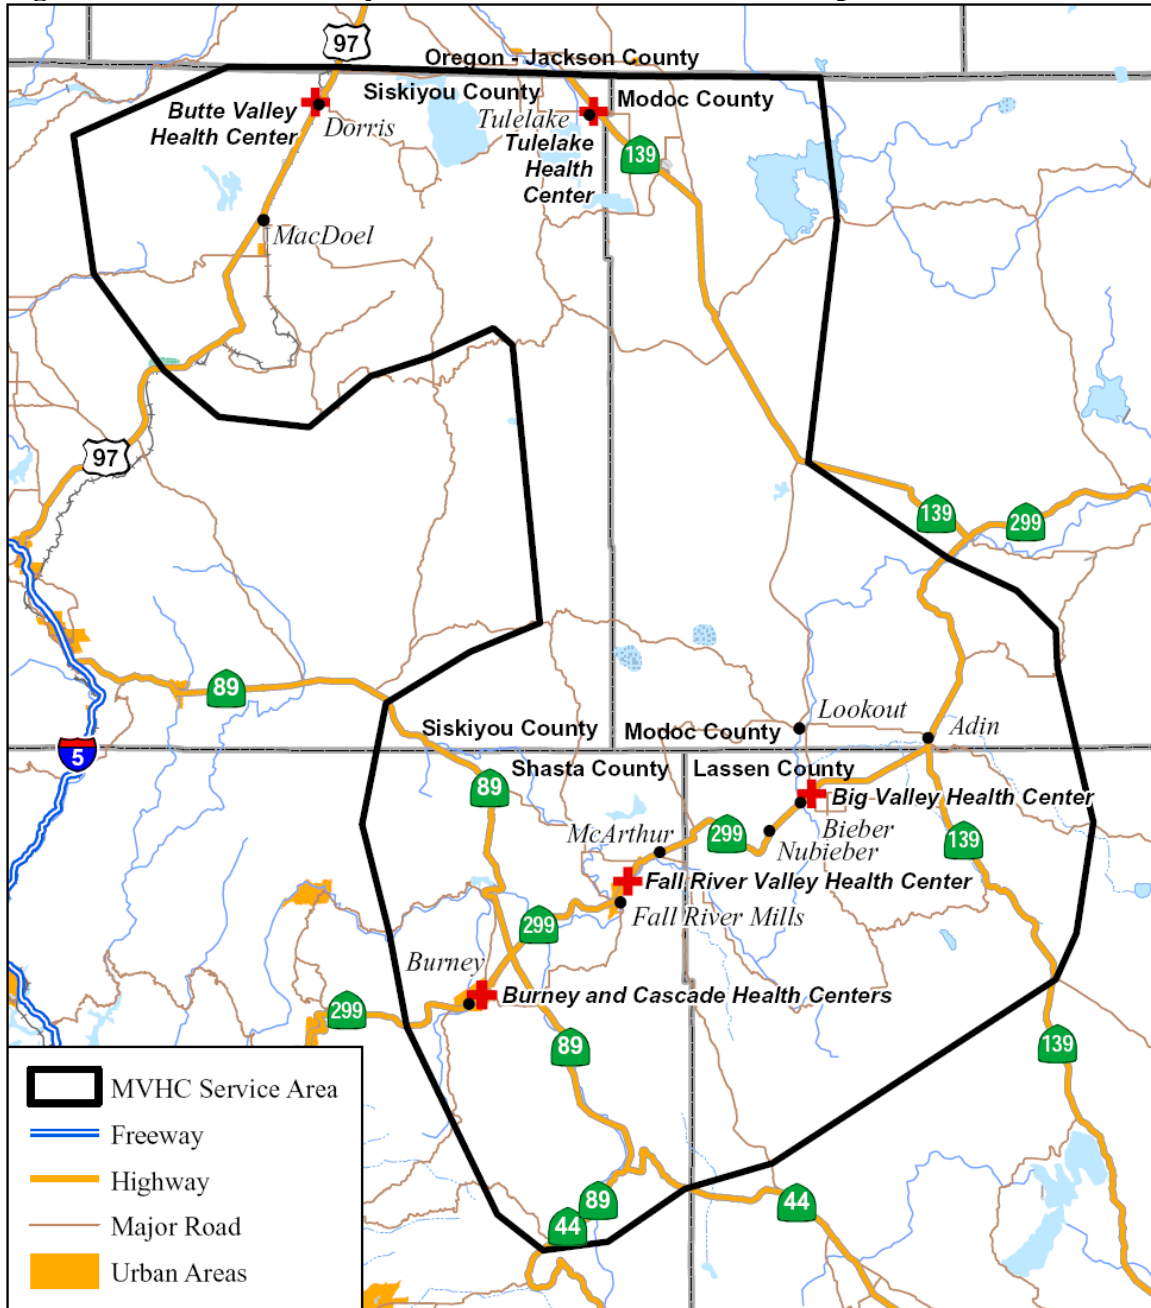 97
Oregon - Jackson County
Siskiyou County
Modoc County
Butte Valley
Health Center
Dorris
Tulelake
Tulelake
Health
Center
139
MacDoel
97
139
299
89
Lookout
Adin
Siskiyou County
Modoc County
5
Shasta County
Lassen County
89
Big Valley Health Center
McArthur
299
Bieber
Nubieber
139
Fall River Valley Health Center
Fall River Mills
299
Burney
Burney and Cascade Health Centers
299
89
139
MVHC Service Area
Freeway
Highway
Major Road
Urban Areas
89
44
44